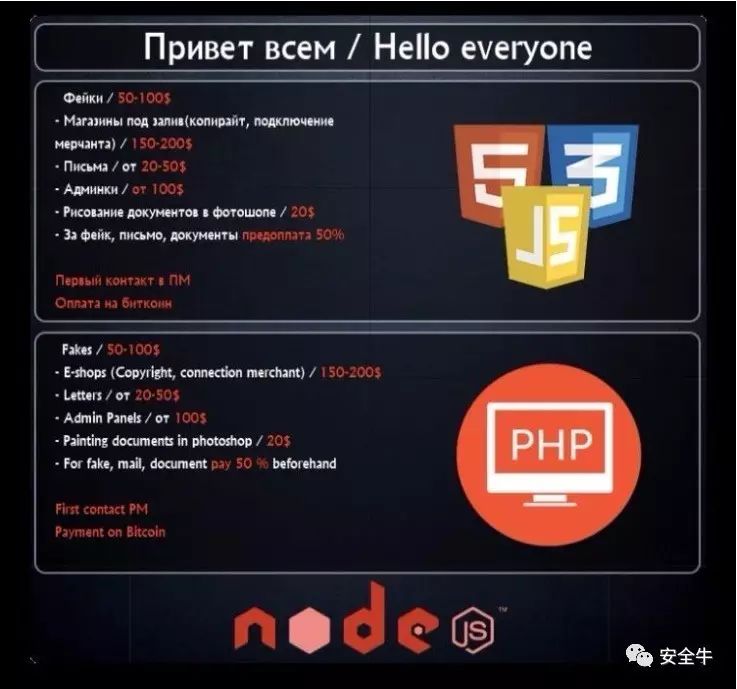 Привет всем / Hello everyone
Фейки / 50-100$
- Магазины под залив(копирайт, подключение
мерчанта) / 150-200$
- Письма / от 20-50$
- Админки / от 100$
- Рисование документов в фотошопе / 20$
- За фейк, письмо, документы предоплата 50%
Первый контакт в ПМ
Оплата на биткоин
5 3
JS
Fakes / 50-100$
- E-shops (Copyright, connection merchant) / 150-200$
- Letters / от 20-50$
- Admin Panels / от 100$
- Painting documents in photoshop / 20$
- For fake, mail, document pay 50 % beforehand
First contact PM
Payment on Bitcoin
PHP
node
JS
™
安全牛